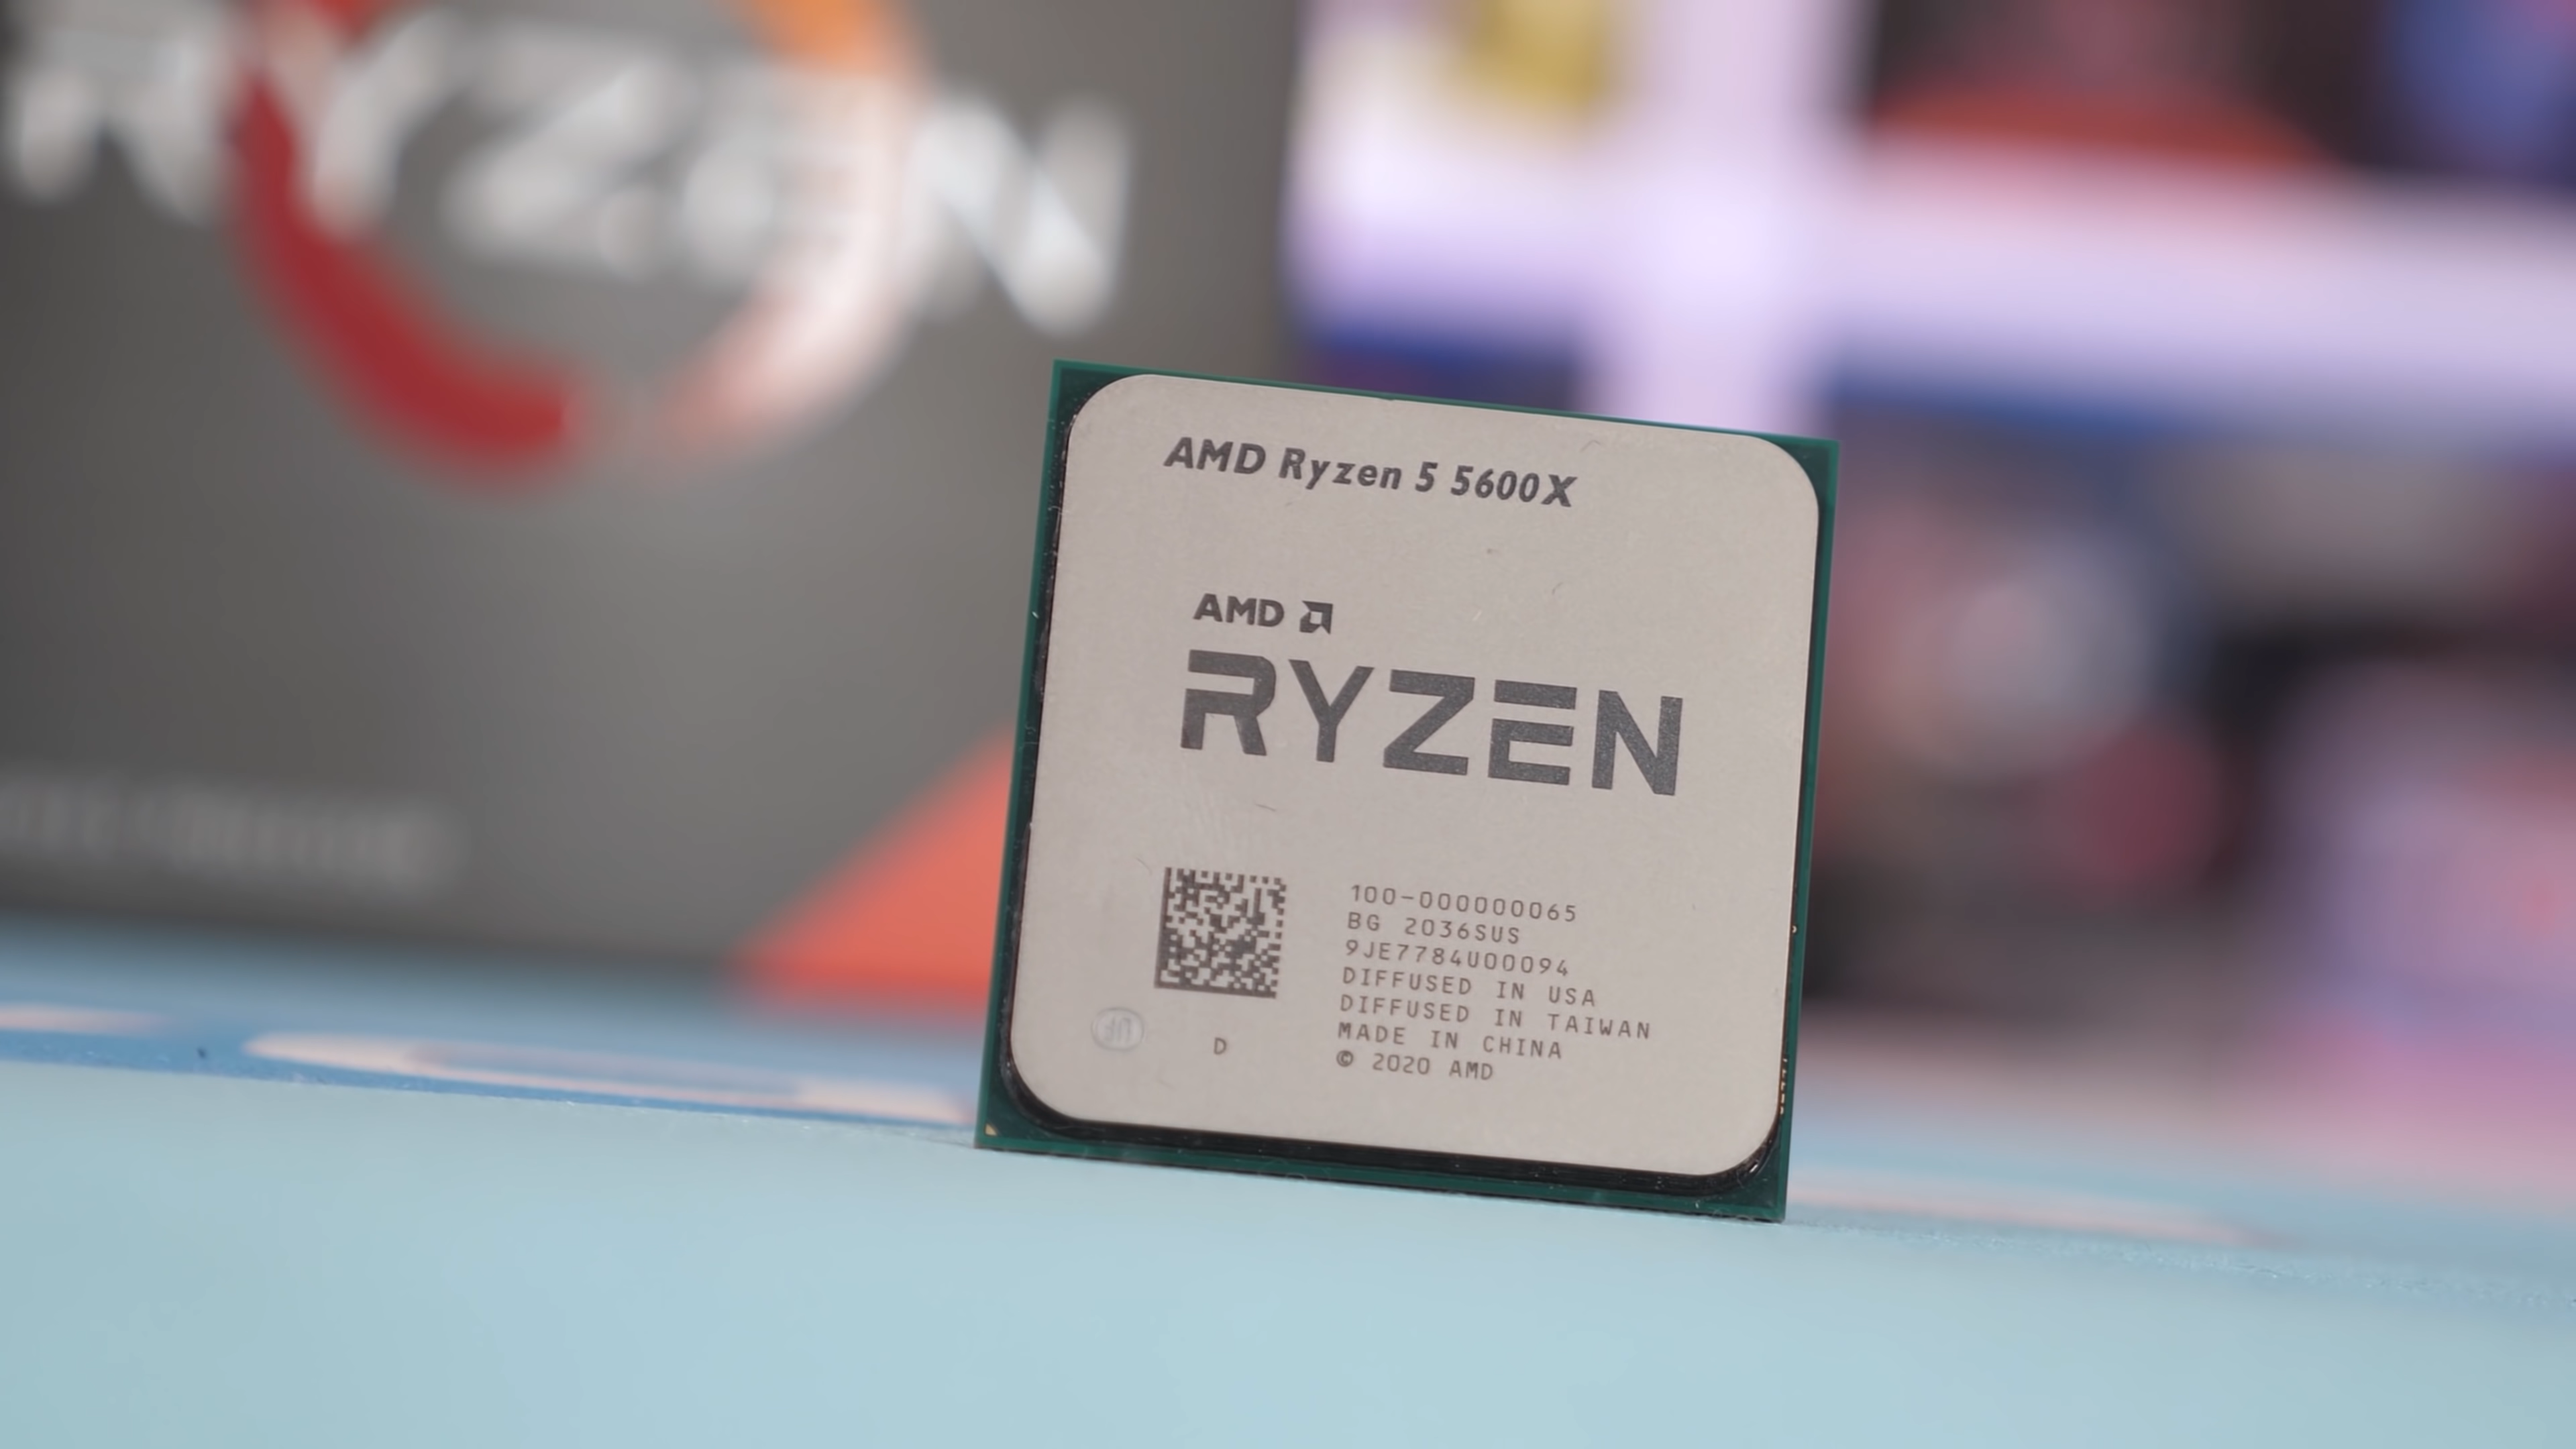 RYZEN
AMD Ryzen 5 5600X
AMD
RYZEN
100-000000065
BG 2036SUS
9JE7784U00094
DIFFUSED IN USA
DIFFUSED IN TAIWAN
MADE IN CHINA
© 2020 AMD
D